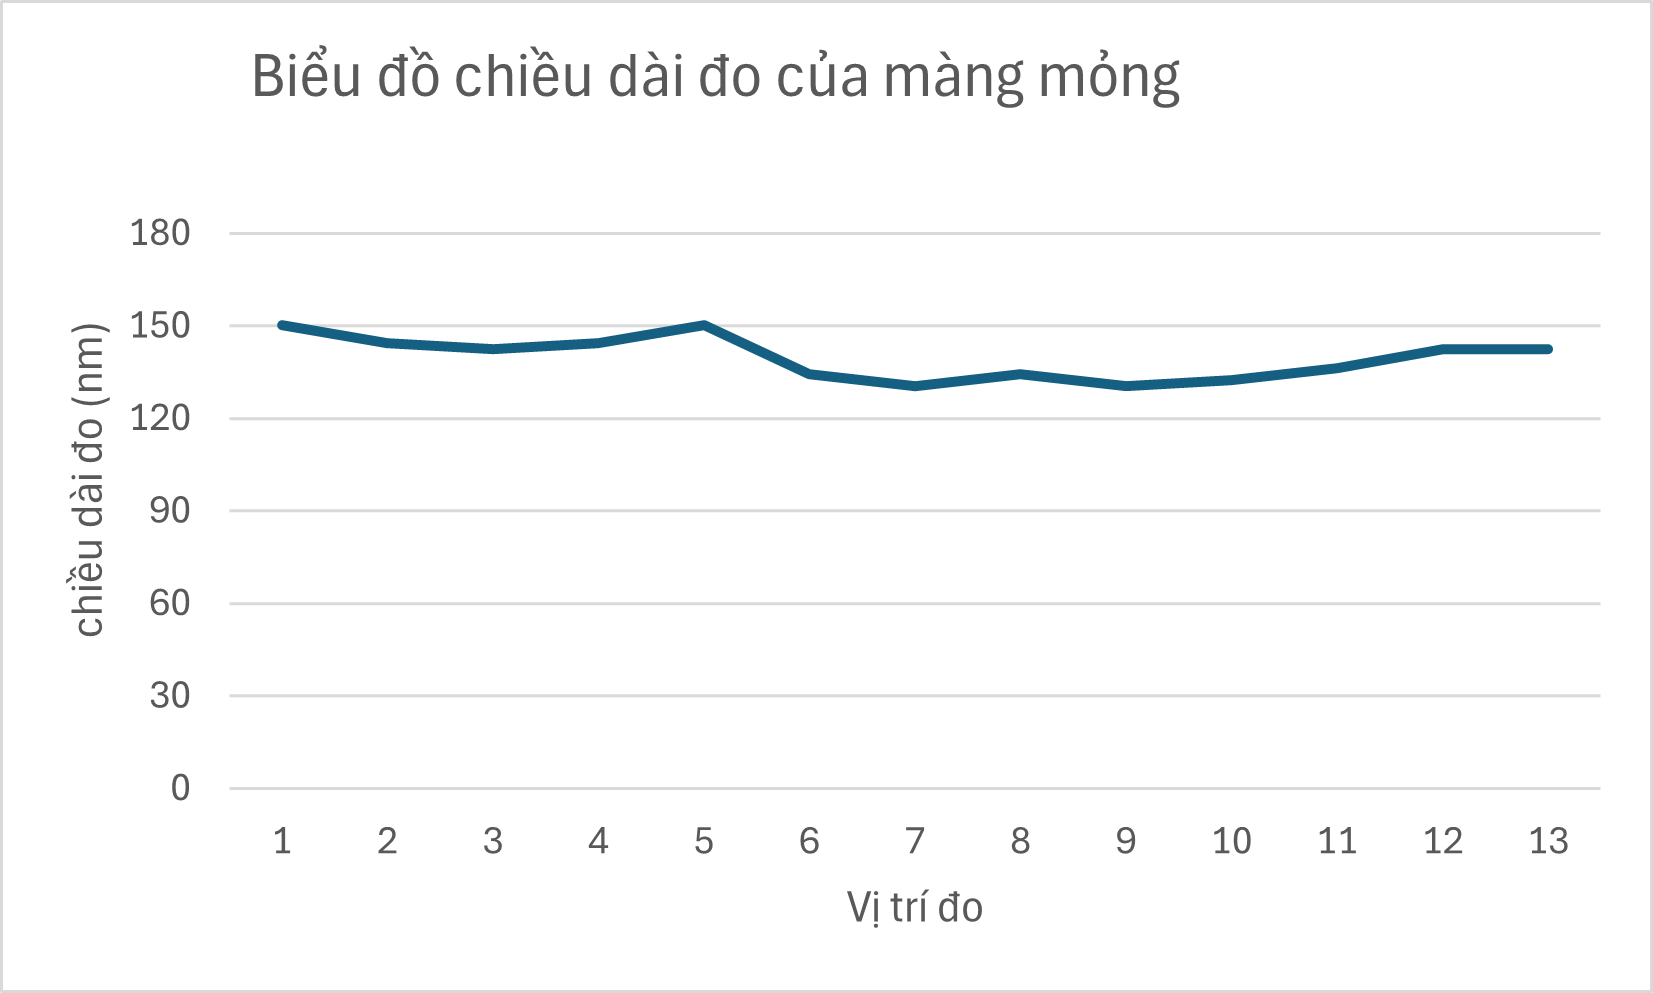 Biểu đồ chiều dài đo của màng mỏng
chiều dài đo (nm)
180
150
120
90
60
30
0
1 2 3 4 5 6 7 8 9 10 11 12 13
Vị trí đo